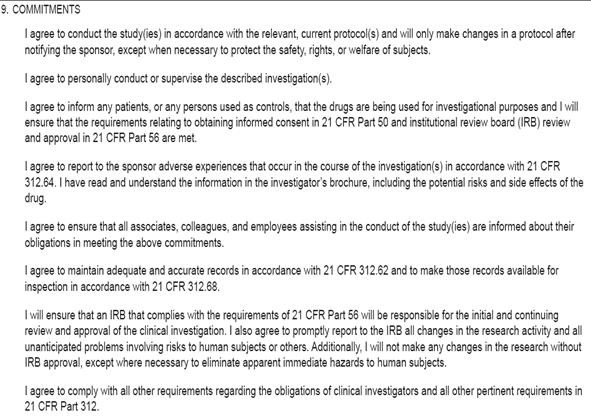 9. COMMITMENTS
I agree to conduct the study(ies) in accordance with the relevant, current protocol(s) and will only make changes in a protocol after
notifying the sponsor, except when necessary to protect the safety, rights, or welfare of subjects.
I agree to personally conduct or supervise the described investigation(s).
I agree to inform any patients, or any persons used as controls, that the drugs are being used for investigational purposes and I will
ensure that the requirements relating to obtaining informed consent in 21 CFR Part 50 and institutional review board (IRB) review
and approval in 21 CFR Part 56 are met.
I agree to report to the sponsor adverse experiences that occur in the course of the investigation(s) in accordance with 21 CFR
312.64. I have read and understand the information in the investigator's brochure, including the potential risks and side effects of the
drug.
I agree to ensure that all associates, colleagues, and employees assisting in the conduct of the study(ies) are informed about their
obligations in meeting the above commitments.
I agree to maintain adequate and accurate records in accordance with 21 CFR 312.62 and to make those records available for
inspection in accordance with 21 CFR 312.68.
I will ensure that an IRB that complies with the requirements of 21 CFR Part 56 will be responsible for the initial and continuing
review and approval of the clinical investigation. I also agree to promptly report to the IRB all changes in the research activity and all
unanticipated problems involving risks to human subjects or others. Additionally, I will not make any changes in the research without
IRB approval, except where necessary to eliminate apparent immediate hazards to human subjects.
I agree to comply with all other requirements regarding the obligations of clinical investigators and all other pertinent requirements in
21 CFR Part 312.